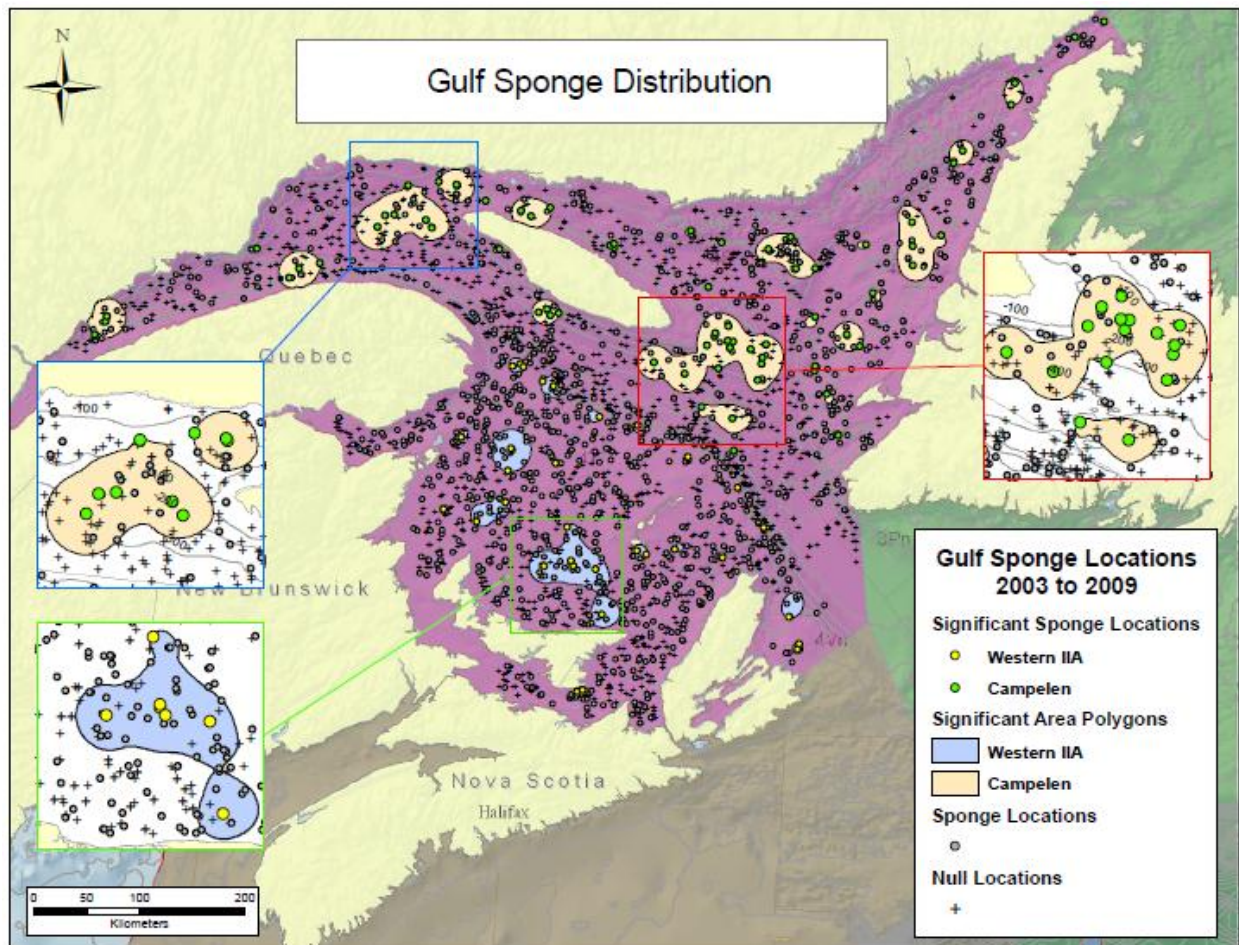 N
Gulf Sponge Distribution
Quebec
-100
-100
-200
-300
New Brunswick
3Pn
4Vn
Nova Scotia
Halifax
Gulf Sponge Locations
2003 to 2009
Significant Sponge Locations
Western IIA
Campelen
Significant Area Polygons
Western IIA
Campelen
Sponge Locations
Null Locations
0 50 100 200
Kilometers